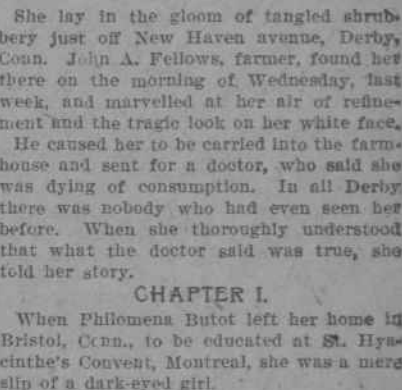 She lay in the gloom of tangled shrub-
bery just off New Haven avenue, Derby,
Conn. John A. Fellows, farmer, found her
there on the morning of Wednesday, last
week, and marvelled at her air of refine-
ment and the tragic look on her white face.
He caused her to be carried into the farm-
house and sent for a doctor, who said she
was dying of consumption. In all Derby
there was nobody who had even seen her
before. When she thoroughly understood
that what the doctor said was true, she
told her story.
CHAPTER I.
When Philomena Butot left her home in
Bristol, Conn., to be educated at St. Hya-
cinthe's Convent, Montreal, she was a mere
slip of a dark-eyed girl.